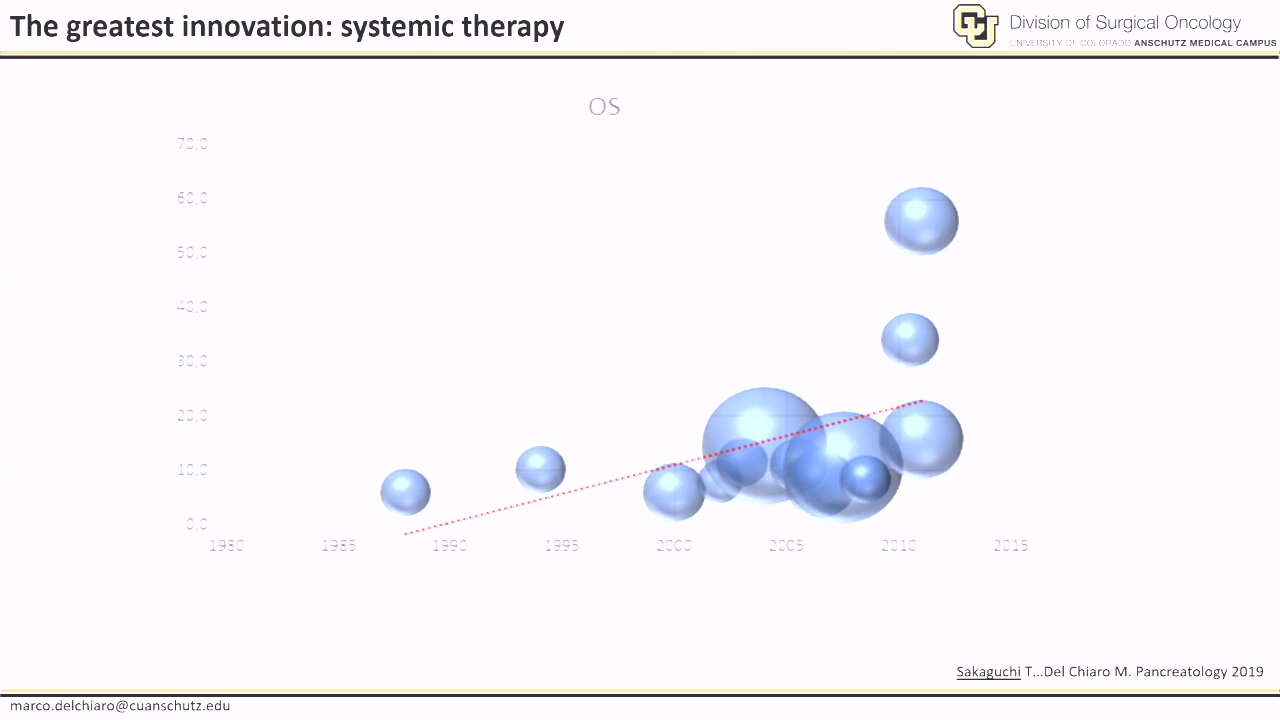 The greatest innovation: systemic therapy
Division of Surgical Oncology
UNIVERSITY OF COLORADO ANSCHUTZ MEDICAL CAMPUS
OS
70,0
60,0
50,0
40,0
30,0
20,0
10,0
0,0
1980 1985 1990 1995 2000 2005 2010 2015
Sakaguchi T...Del Chiaro M. Pancreatology 2019
marco.delchiaro@cuanschutz.edu